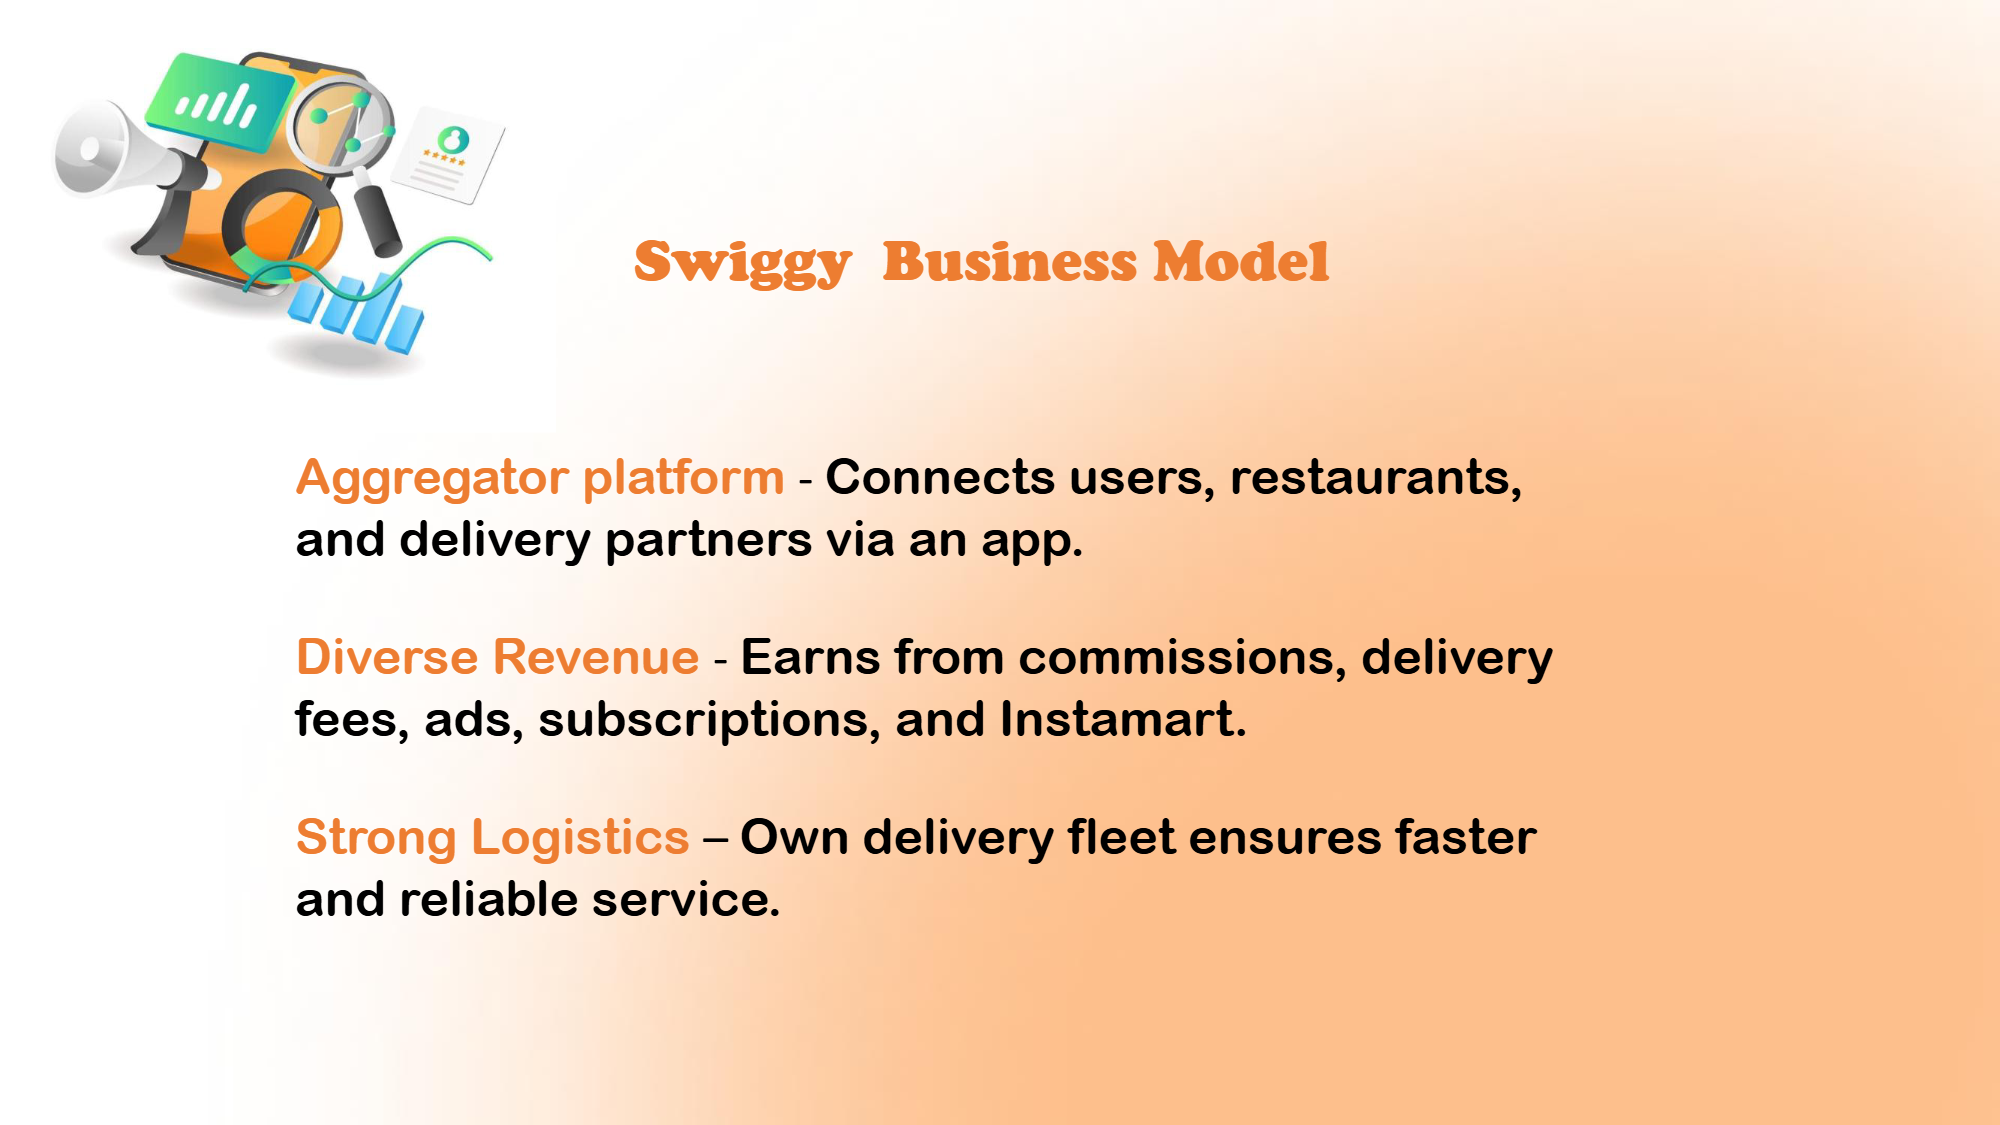 Swiggy  Business Model
Aggregator platform - Connects users, restaurants,
and delivery partners via an app.
Diverse Revenue - Earns from commissions, delivery
fees, ads, subscriptions, and Instamart.
Strong Logistics – Own delivery fleet ensures faster
and reliable service.